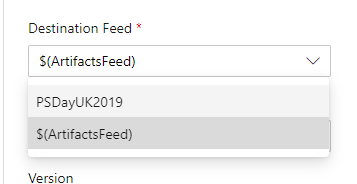 Destination Feed *
$(ArtifactsFeed)
PSDayUK2019
$(ArtifactsFeed)
Version